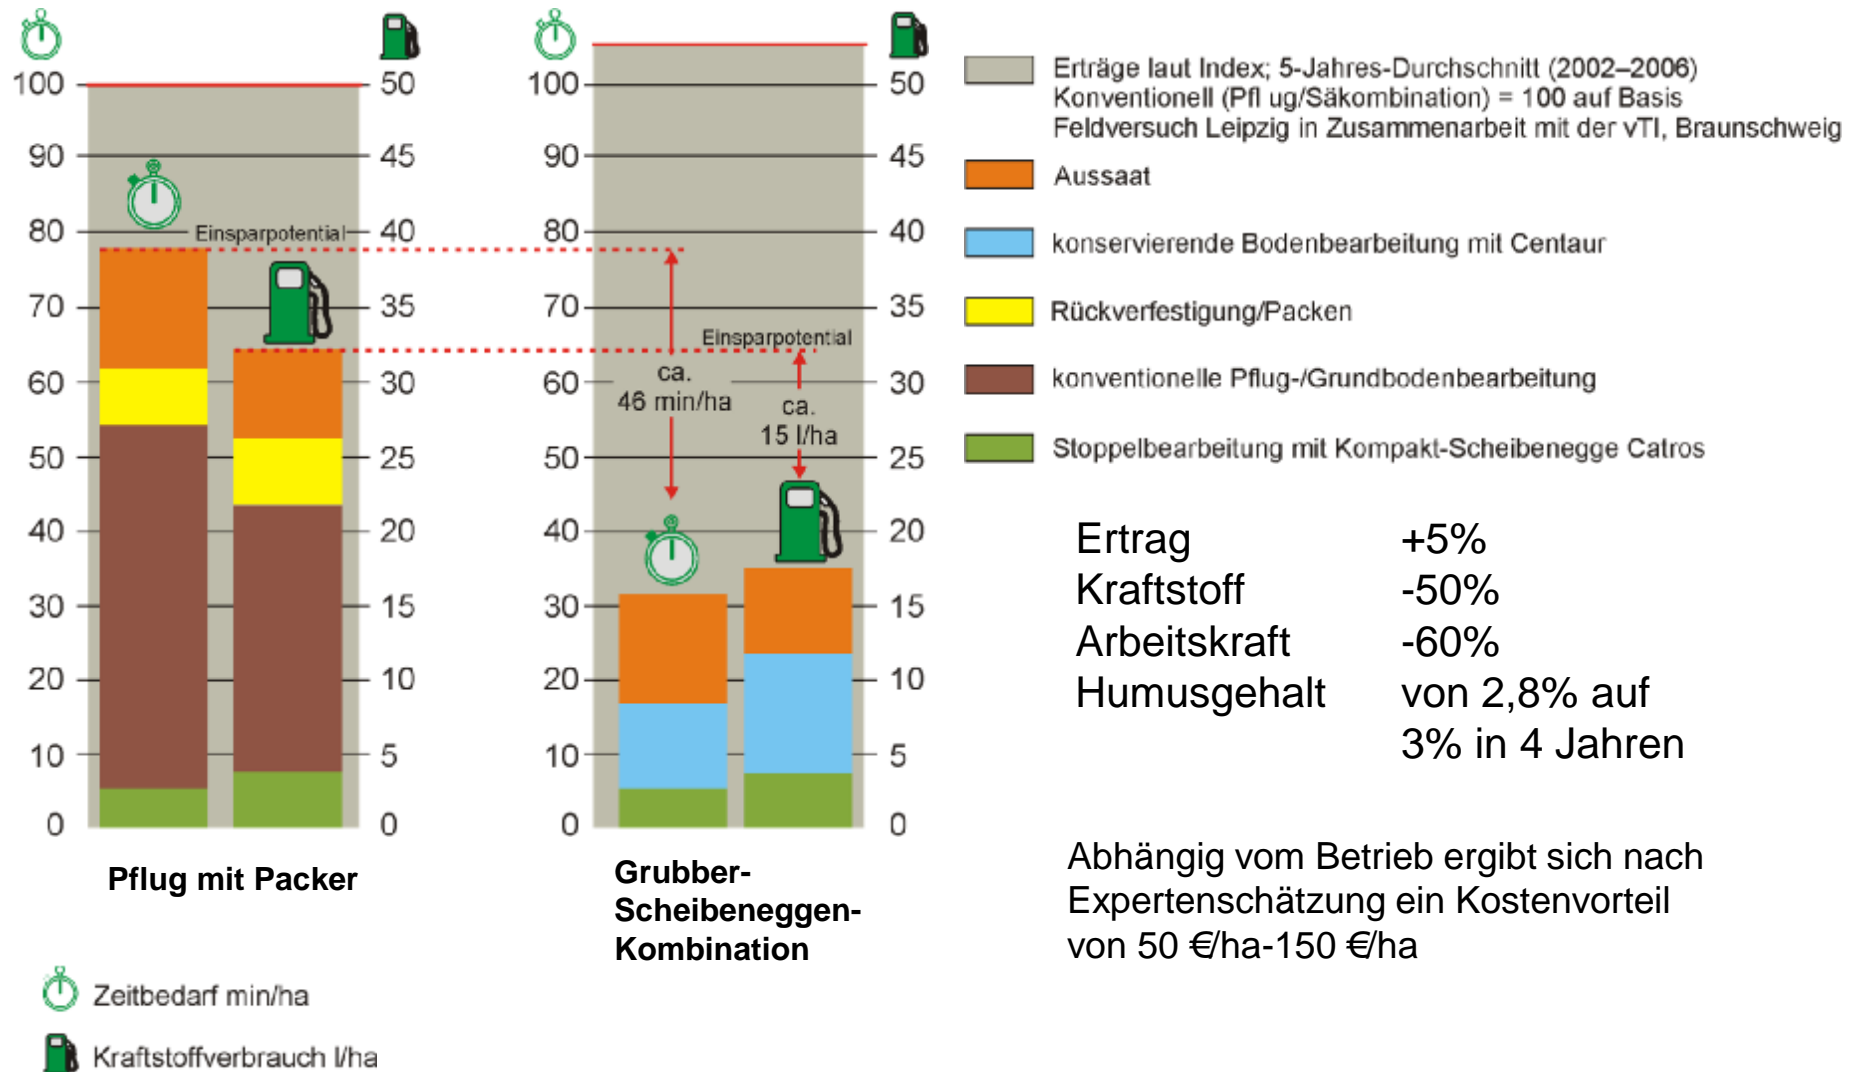 100
90
80
70
60
50
40
30
20
10
0
50
45
40
35
30
25
20
15
10
5
0
Einsparpotential
Pflug mit Packer
100
90
80
70
60
50
40
30
20
10
0
50
45
40
35
30
25
20
15
10
5
0
Einsparpotential
ca.
46 min/ha
ca.
15 l/ha
Grubber-
Scheibeneggen-
Kombination
Zeitbedarf min/ha
Kraftstoffverbrauch l/ha
Erträge laut Index; 5-Jahres-Durchschnitt (2002–2006)
Konventionell (Pfl ug/Säkombination) = 100 auf Basis
Feldversuch Leipzig in Zusammenarbeit mit der vTI, Braunschweig
Aussaat
konservierende Bodenbearbeitung mit Centaur
Rückverfestigung/Packen
konventionelle Pflug-/Grundbodenbearbeitung
Stoppelbearbeitung mit Kompakt-Scheibenegge Catros
Ertrag +5%
Kraftstoff -50%
Arbeitskraft -60%
Humusgehalt von 2,8% auf
3% in 4 Jahren
Abhängig vom Betrieb ergibt sich nach
Expertenschätzung ein Kostenvorteil
von 50 €/ha-150 €/ha